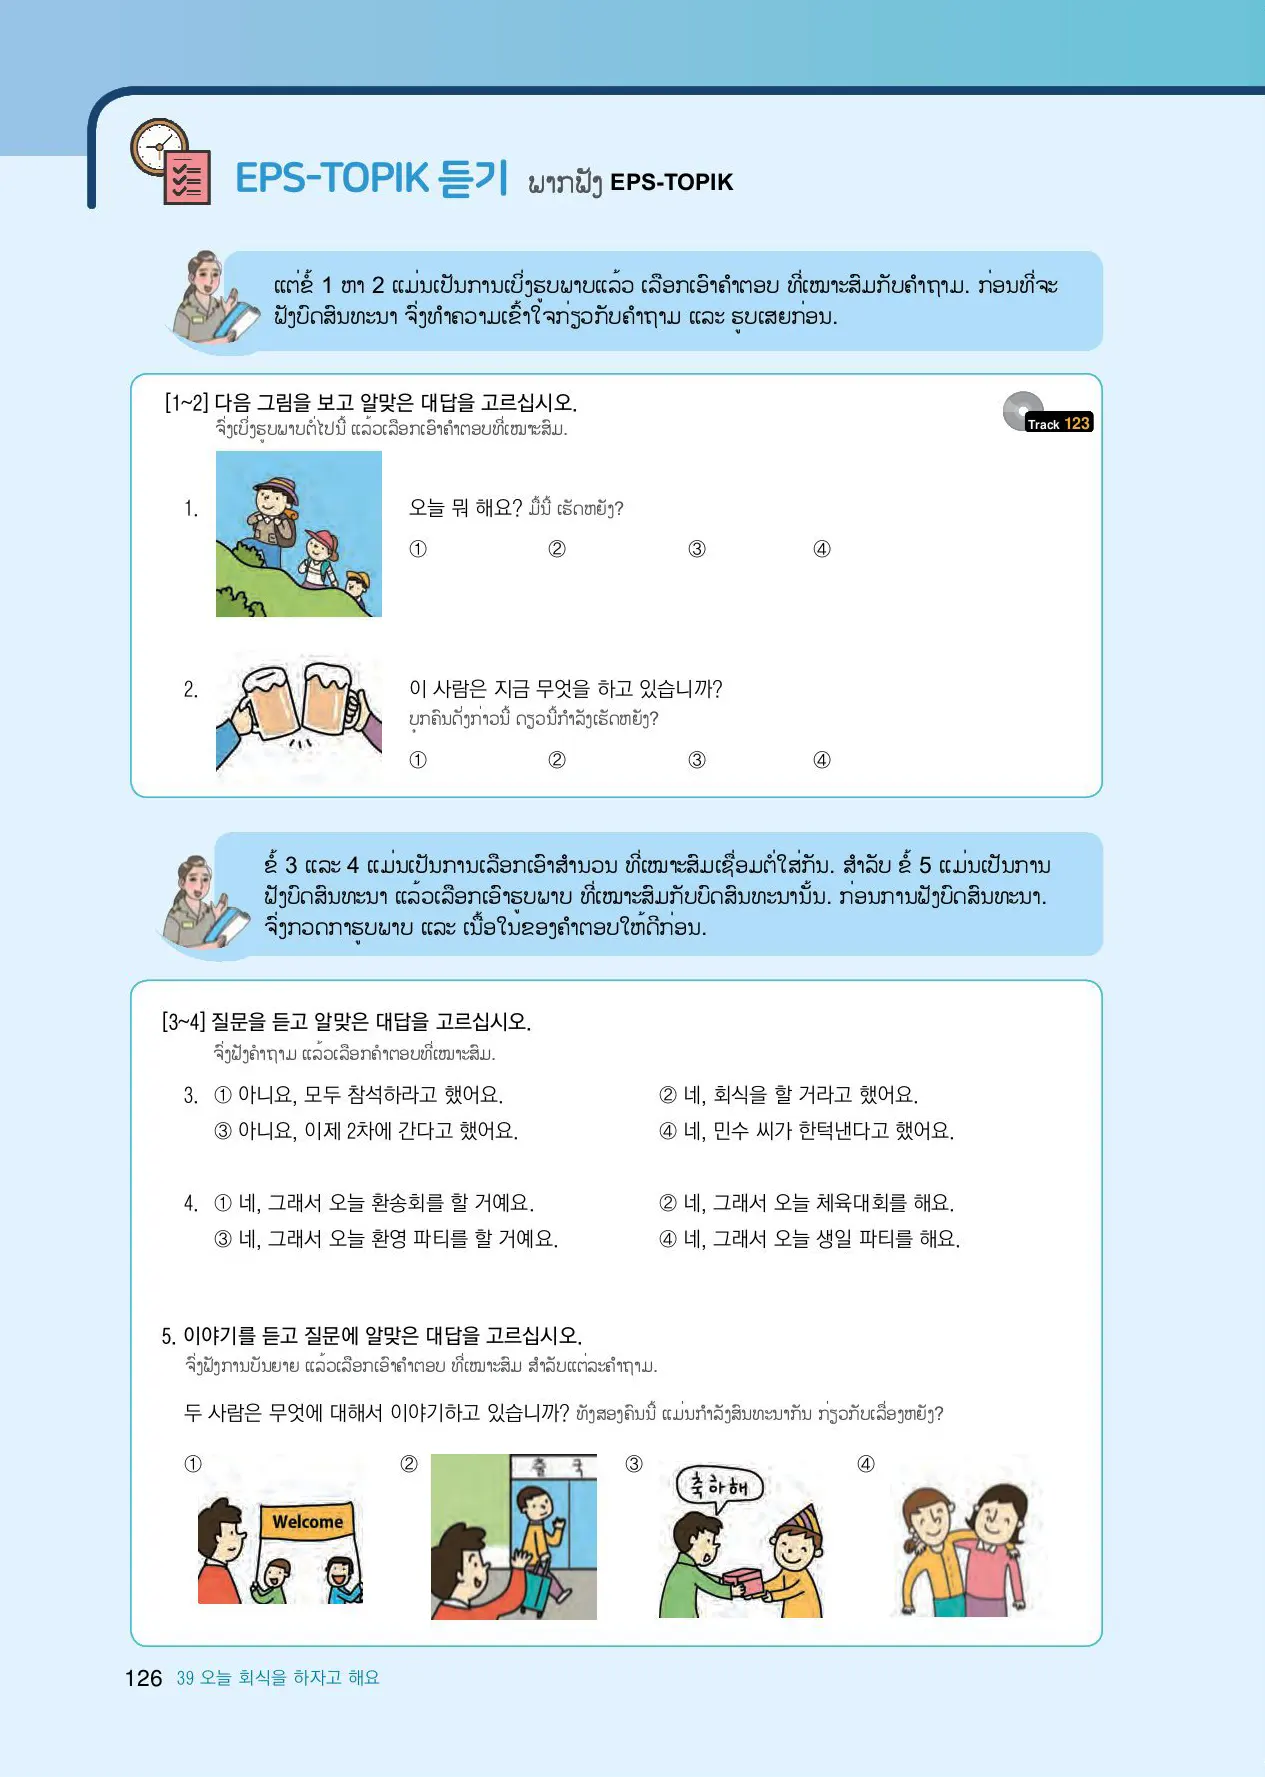 EPS-TOPIK 듣기 ພາກຟັງ EPS-TOPIK
ແຕ່ຂໍ້ 1 ຫາ 2 ແມ່ນເປັນການເບິ່ງຮູບພາບແລ້ວ ເລືອກເອົາຄຳຕອບ ທີ່ເໝາະສົມກັບຄຳຖາມ. ກ່ອນທີ່ຈະ
ຟັງບົດສົນທະນາ ຈົ່ງທຳຄວາມເຂົ້າໃຈກ່ຽວກັບຄຳຖາມ ແລະ ຮູບເສຍກ່ອນ.
[1~2] 다음 그림을 보고 알맞은 대답을 고르십시오.
Track 123
ຈົ່ງເບິ່ງຮູບພາບຕໍ່ໄປນີ້ ແລ້ວເລືອກເອົາຄຳຕອບທີ່ເໝາະສົມ.
1. 오늘 뭐 해요? ມື້ນີ້ ເຮັດຫຍັງ?
① ② ③ ④
2. 이 사람은 지금 무엇을 하고 있습니까?
ບຸກຄົນດັ່ງກ່າວນີ້ ດຽວນີ້ກຳລັງເຮັດຫຍັງ?
① ② ③ ④
ຂໍ້ 3 ແລະ 4 ແມ່ນເປັນການເລືອກເອົາສຳນວນ ທີ່ເໝາະສົມເຊື່ອມຕໍ່ໃສ່ກັນ. ສຳລັບ ຂໍ້ 5 ແມ່ນເປັນການ
ຟັງບົດສົນທະນາ ແລ້ວເລືອກເອົາຮູບພາບ ທີ່ເໝາະສົມກັບບົດສົນທະນານັ້ນ. ກ່ອນການຟັງບົດສົນທະນາ.
ຈົ່ງກວດກາຮູບພາບ ແລະ ເນື້ອໃນຂອງຄຳຕອບໃຫ້ດີກ່ອນ.
[3~4] 질문을 듣고 알맞은 대답을 고르십시오.
ຈົ່ງຟັງຄຳຖາມ ແລ້ວເລືອກຄຳຕອບທີ່ເໝາະສົມ.
3. ① 아니요, 모두 참석하라고 했어요. ② 네, 회식을 할 거라고 했어요.
③ 아니요, 이제 2차에 간다고 했어요. ④ 네, 민수 씨가 한턱낸다고 했어요.
4. ① 네, 그래서 오늘 환송회를 할 거예요. ② 네, 그래서 오늘 체육대회를 해요.
③ 네, 그래서 오늘 환영 파티를 할 거예요. ④ 네, 그래서 오늘 생일 파티를 해요.
5. 이야기를 듣고 질문에 알맞은 대답을 고르십시오.
ຈົ່ງຟັງການບັນຍາຍ ແລ້ວເລືອກເອົາຄຳຕອບ ທີ່ເໝາະສົມ ສຳລັບແຕ່ລະຄຳຖາມ.
두 사람은 무엇에 대해서 이야기하고 있습니까? ທັງສອງຄົນນີ້ ແມ່ນກຳລັງສົນທະນາກັນ ກ່ຽວກັບເລື່ອງຫຍັງ?
① ② ③ ④
Welcome
출국
축하해
126 39 오늘 회식을 하자고 해요